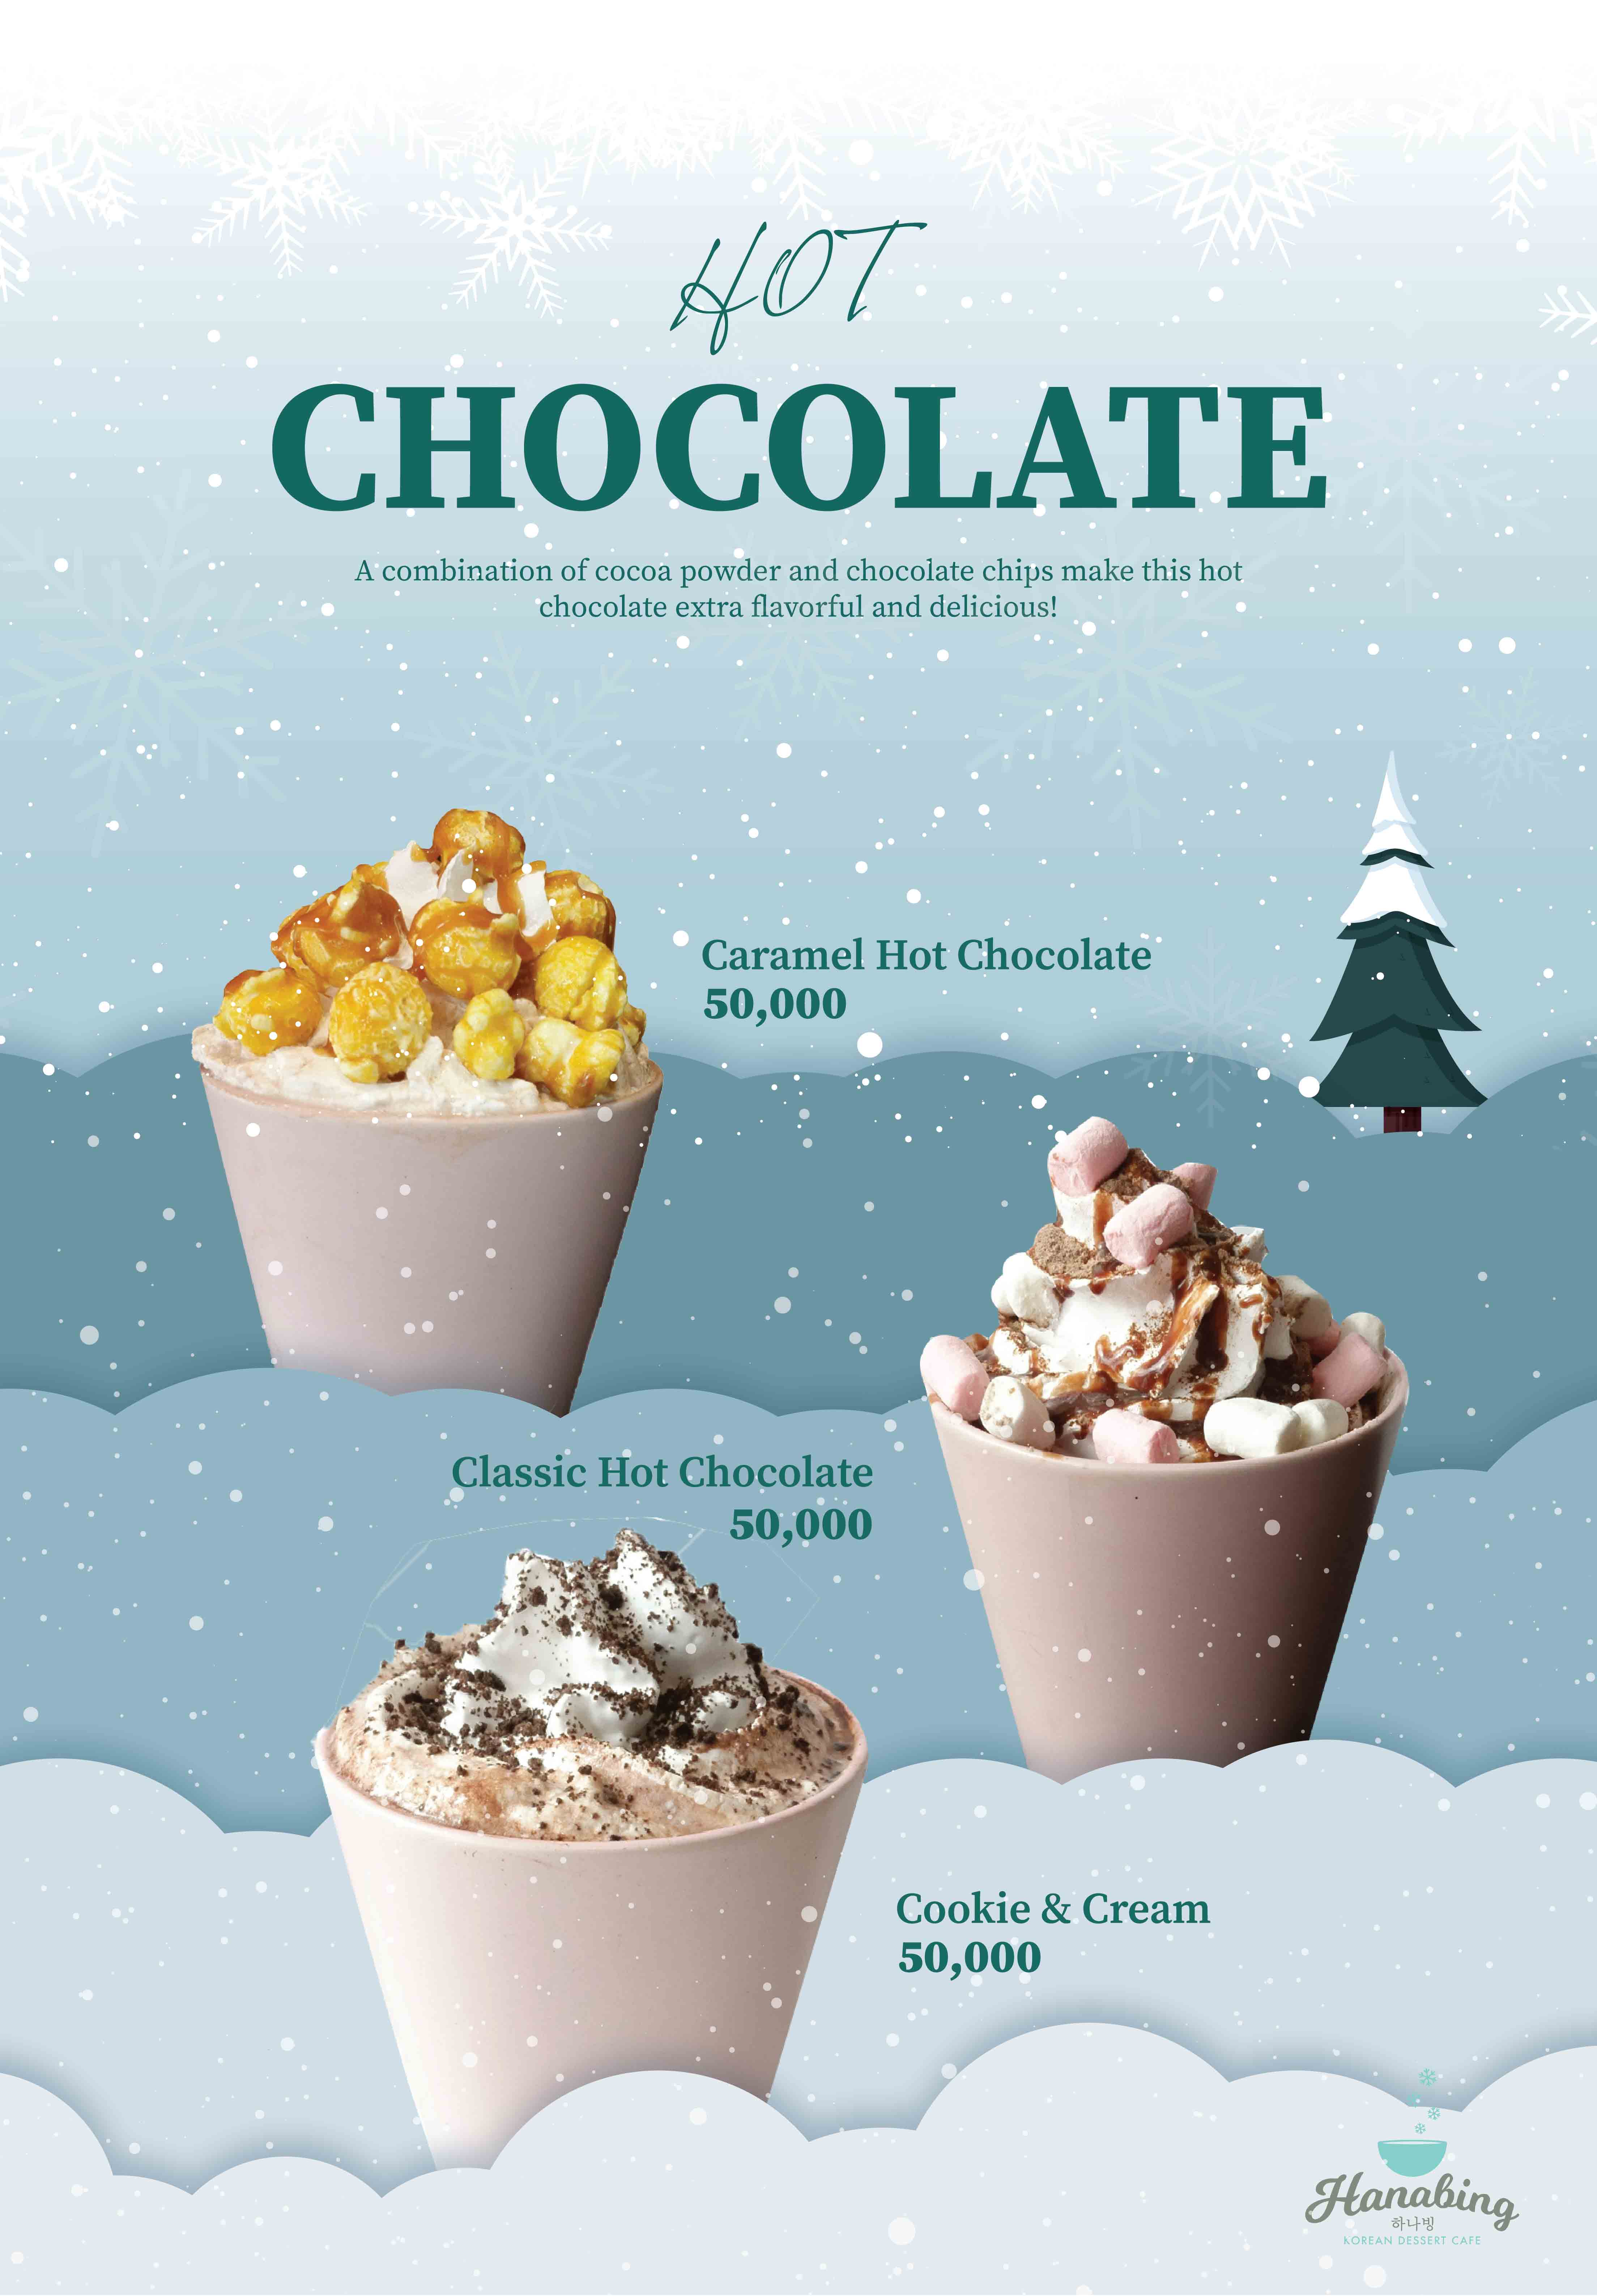 HOT
CHOCOLATE
A combination of cocoa powder and chocolate chips make this hot
chocolate extra flavorful and delicious!
Caramel Hot Chocolate
50,000
Classic Hot Chocolate
50,000
Cookie & Cream
50,000
Hanabing
하나빙
KOREAN DESSERT CAFE